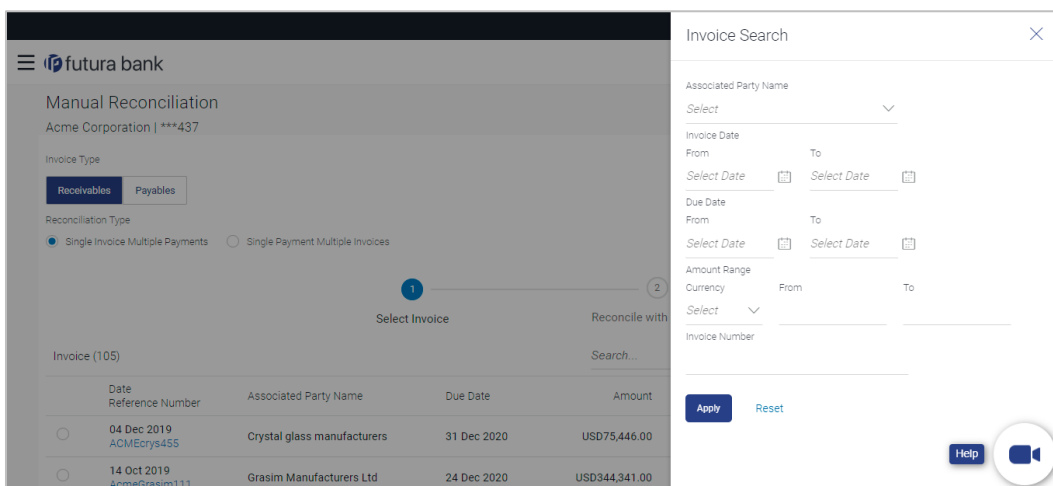 futura bank
Manual Reconciliation
Acme Corporation | ***437
Invoice Type
Receivables Payables
Reconciliation Type
Single Invoice Multiple Payments Single Payment Multiple Invoices
1 2
Select Invoice Reconcile with
Invoice (105) Search...
Date
Reference Number Associated Party Name Due Date Amount
04 Dec 2019
ACMEcrys455 Crystal glass manufacturers 31 Dec 2020 USD75,446.00
14 Oct 2019
AcmeGrasim111 Grasim Manufacturers Ltd 24 Dec 2020 USD344,341.00
Invoice Search
Associated Party Name
Select
Invoice Date
From To
Select Date Select Date
Due Date
From To
Select Date Select Date
Amount Range
Currency From To
Select
Invoice Number
Apply Reset
Help